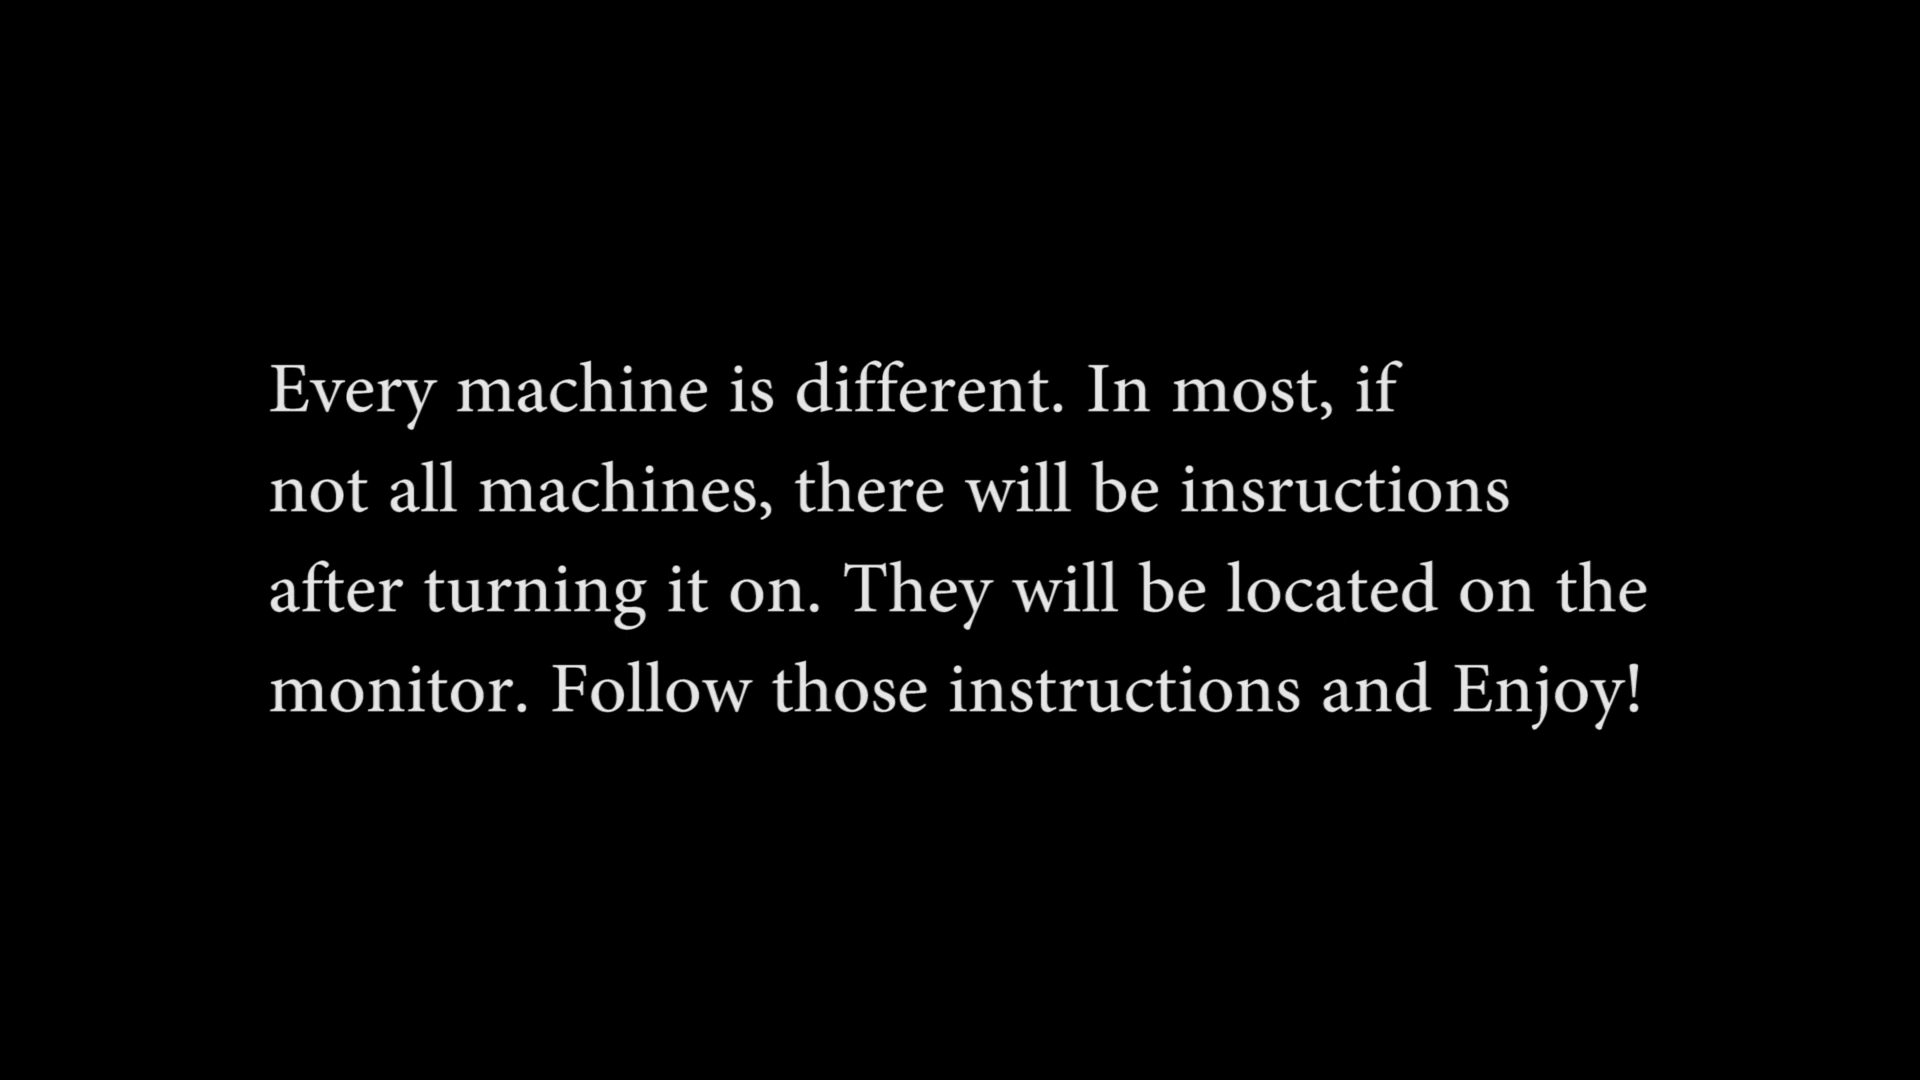 Every machine is different. In most, if
not all machines, there will be insructions
after turning it on. They will be located on the
monitor. Follow those instructions and Enjoy!